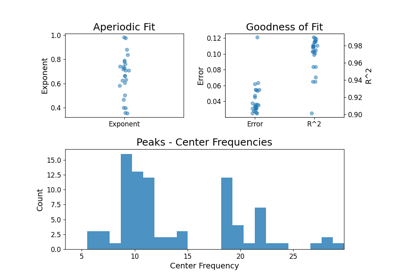 Aperiodic Fit
1.0
0.8
0.6
0.4
Exponent
Exponent
Goodness of Fit
0.12
0.10
0.08
0.06
0.04
Error
0.98
0.96
0.94
0.92
0.90
R^2
Error R^2
Peaks - Center Frequencies
15.0
12.5
10.0
7.5
5.0
2.5
0.0
Count
5 10 15 20 25
Center Frequency